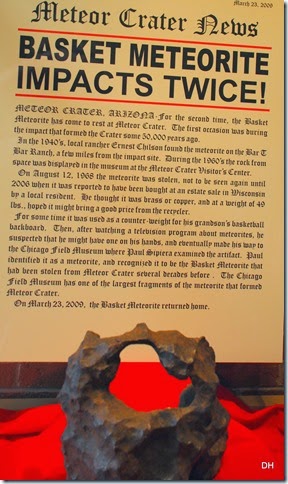 March 23, 2009
Meteor Crater News
BASKET METEORITE
IMPACTS TWICE!
METEOR CRATER, ARIZONA-For the second time, the Basket
Meteorite has come to rest at Meteor Crater. The first occasion was during
the impact that formed the Crater some 50,000 years ago.
In the 1940's, local rancher Ernest Chilson found the meteorite on the Bar T
Bar Ranch, a few miles from the impact site. During the 1960's the rock from
space was displayed in the museum at the Meteor Crater Visitor's Center.
On August 12, 1968 the meteorite was stolen, not to be seen again until
2006 when it was reported to have been bought at an estate sale in Wisconsin
by a local resident. He thought it was brass or copper, and at a weight of 49
lbs., hoped it might bring a good price from the recycler.
For some time it was used as a counter-weight for his grandson's basketball
backboard. Then, after watching a television program about meteorites, he
suspected that he might have one on his hands, and eventually made his way to
the Chicago Field Museum where Paul Sipiera examined the artifact. Paul
identified it as a meteorite, and recognised it to be the Basket Meteorite that
had been stolen from Meteor Crater several decades before . The Chicago
Field Museum has one of the largest fragments of the meteorite that formed
Meteor Crater.
On March 23, 2009, the Basket Meteorite returned home.
DH